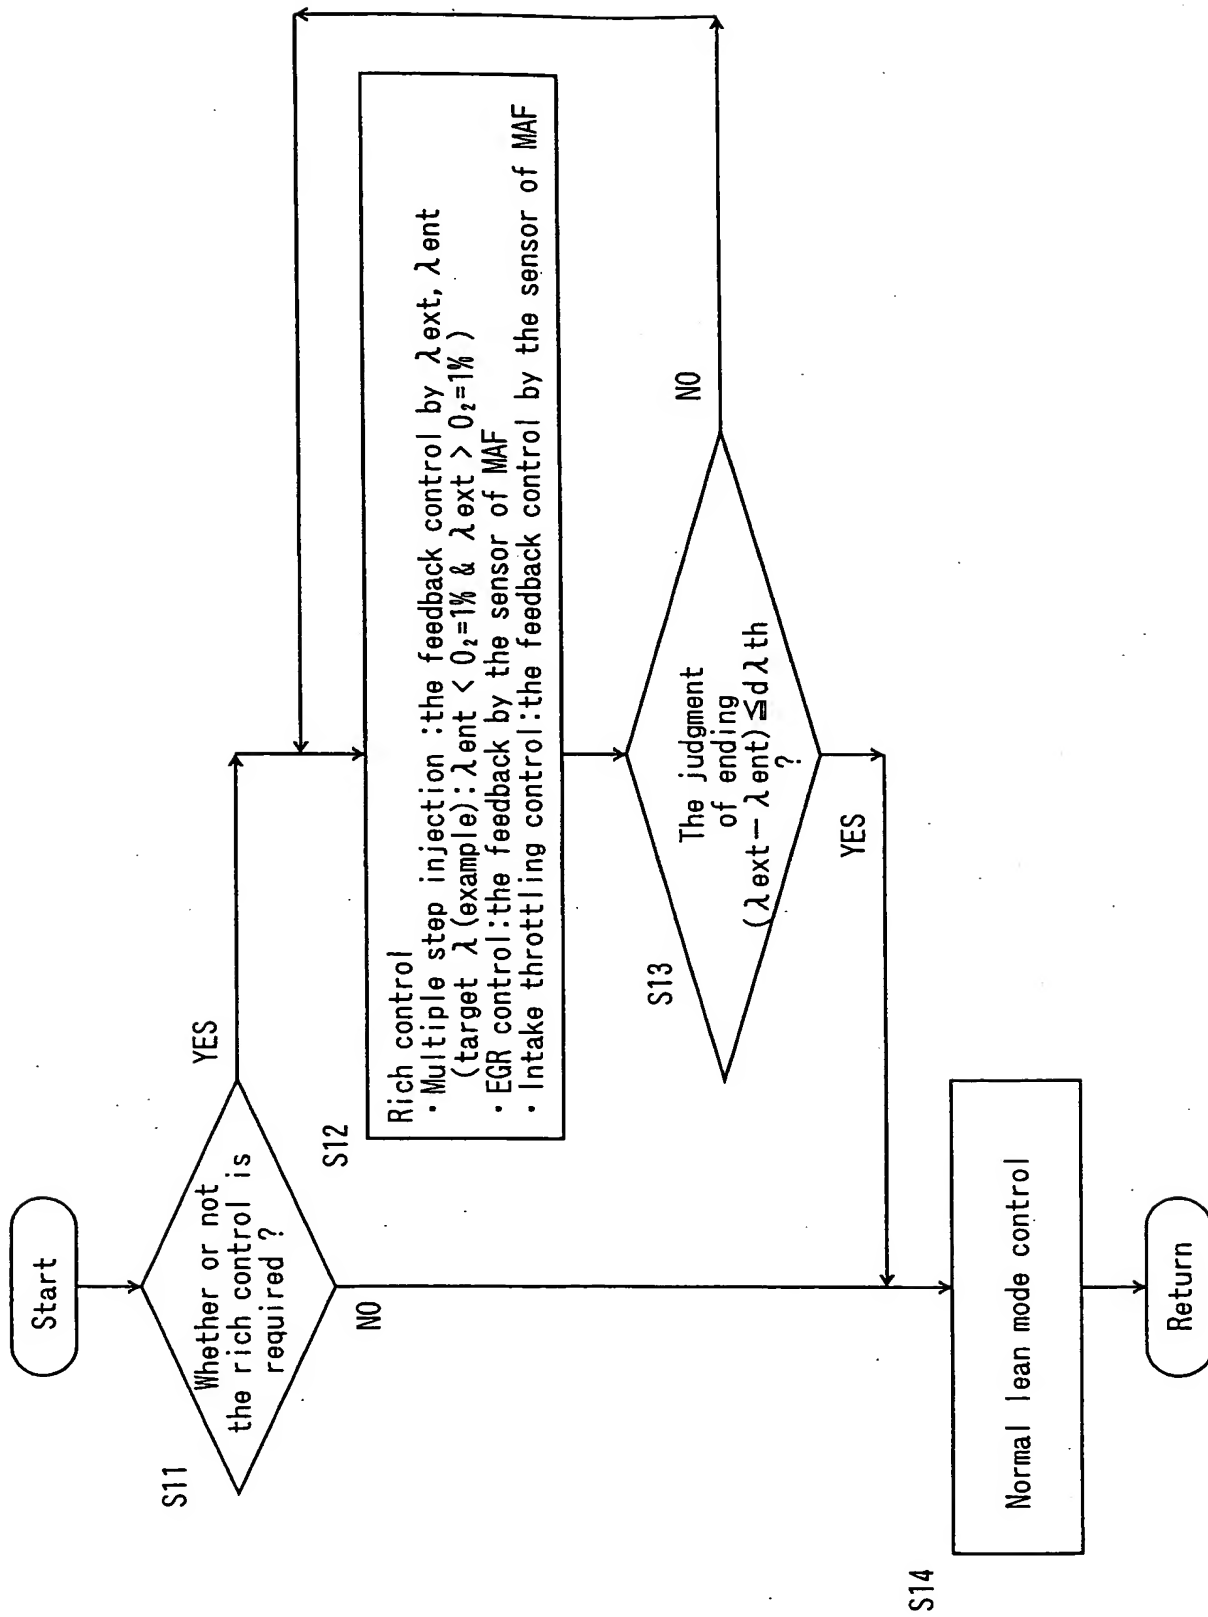 Start
S11
Whether or not
the rich control is
required ?
YES
NO
S12
Rich control
・Multiple step injection :the feedback control by λext, λent
(target λ(example):λent < O₂=1% & λext > O₂=1%)
・EGR control:the feedback by the sensor of MAF
・Intake throttling control:the feedback control by the sensor of MAF
S13
The judgment
of ending
(λext－λent)≦dλth
?
NO
YES
S14
Normal lean mode control
Return